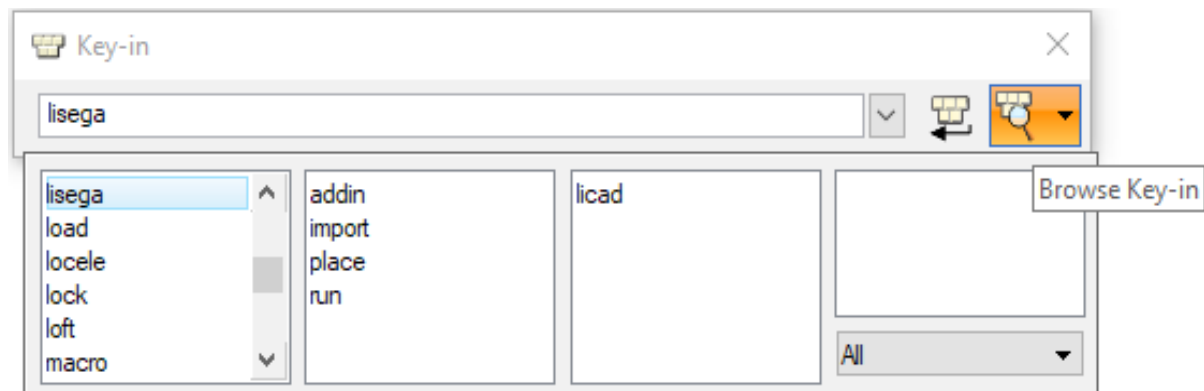 Key-in
lisega
lisega
load
locele
lock
loft
macro
addin
import
place
run
licad
Browse Key-in
All